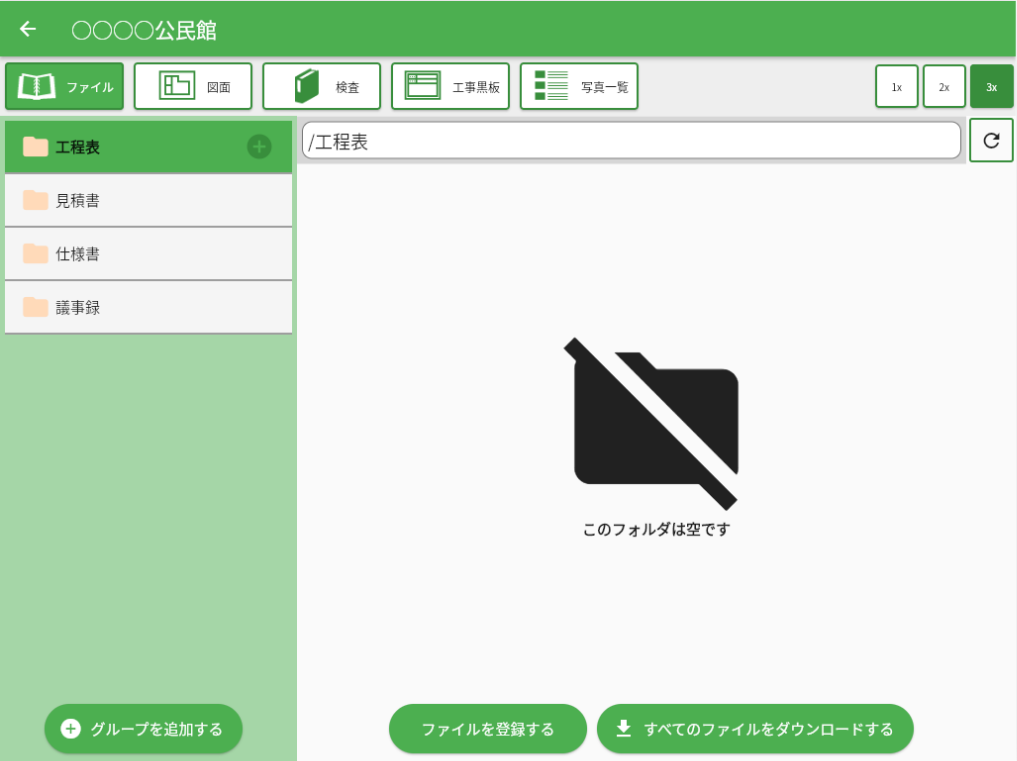 〇〇〇〇公民館
ファイル
図面
検査
工事黒板
写真一覧
1x
2x
3x
工程表
/工程表
見積書
仕様書
議事録
このフォルダは空です
グループを追加する
ファイルを登録する
すべてのファイルをダウンロードする